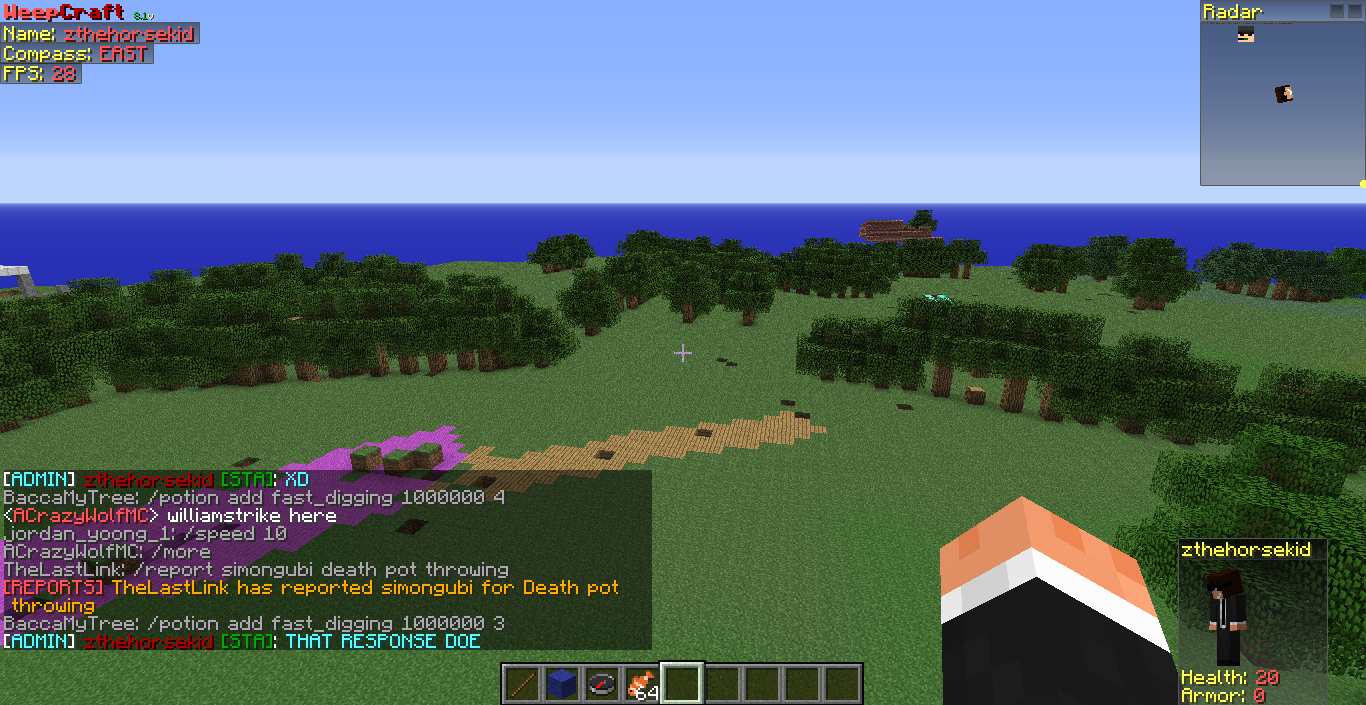 WeepCraft 8.1v
Name: zthehorsekid
Compass: EAST
FPS: 28
Radar
[ADMIN] zthehorsekid [STA]: XD
BaccaMyTree: /potion add fast_digging 1000000 4
<ACrazyWolfMC> williamstrike here
jordan_yoong_1: /speed 10
ACrazyWolfMC: /more
TheLastLink: /report simongubi death pot throwing
[REPORTS] TheLastLink has reported simongubi for Death pot
throwing
BaccaMyTree: /potion add fast_digging 1000000 3
[ADMIN] zthehorsekid [STA]: THAT RESPONSE DOE
64
zthehorsekid
Health: 20
Armor: 0